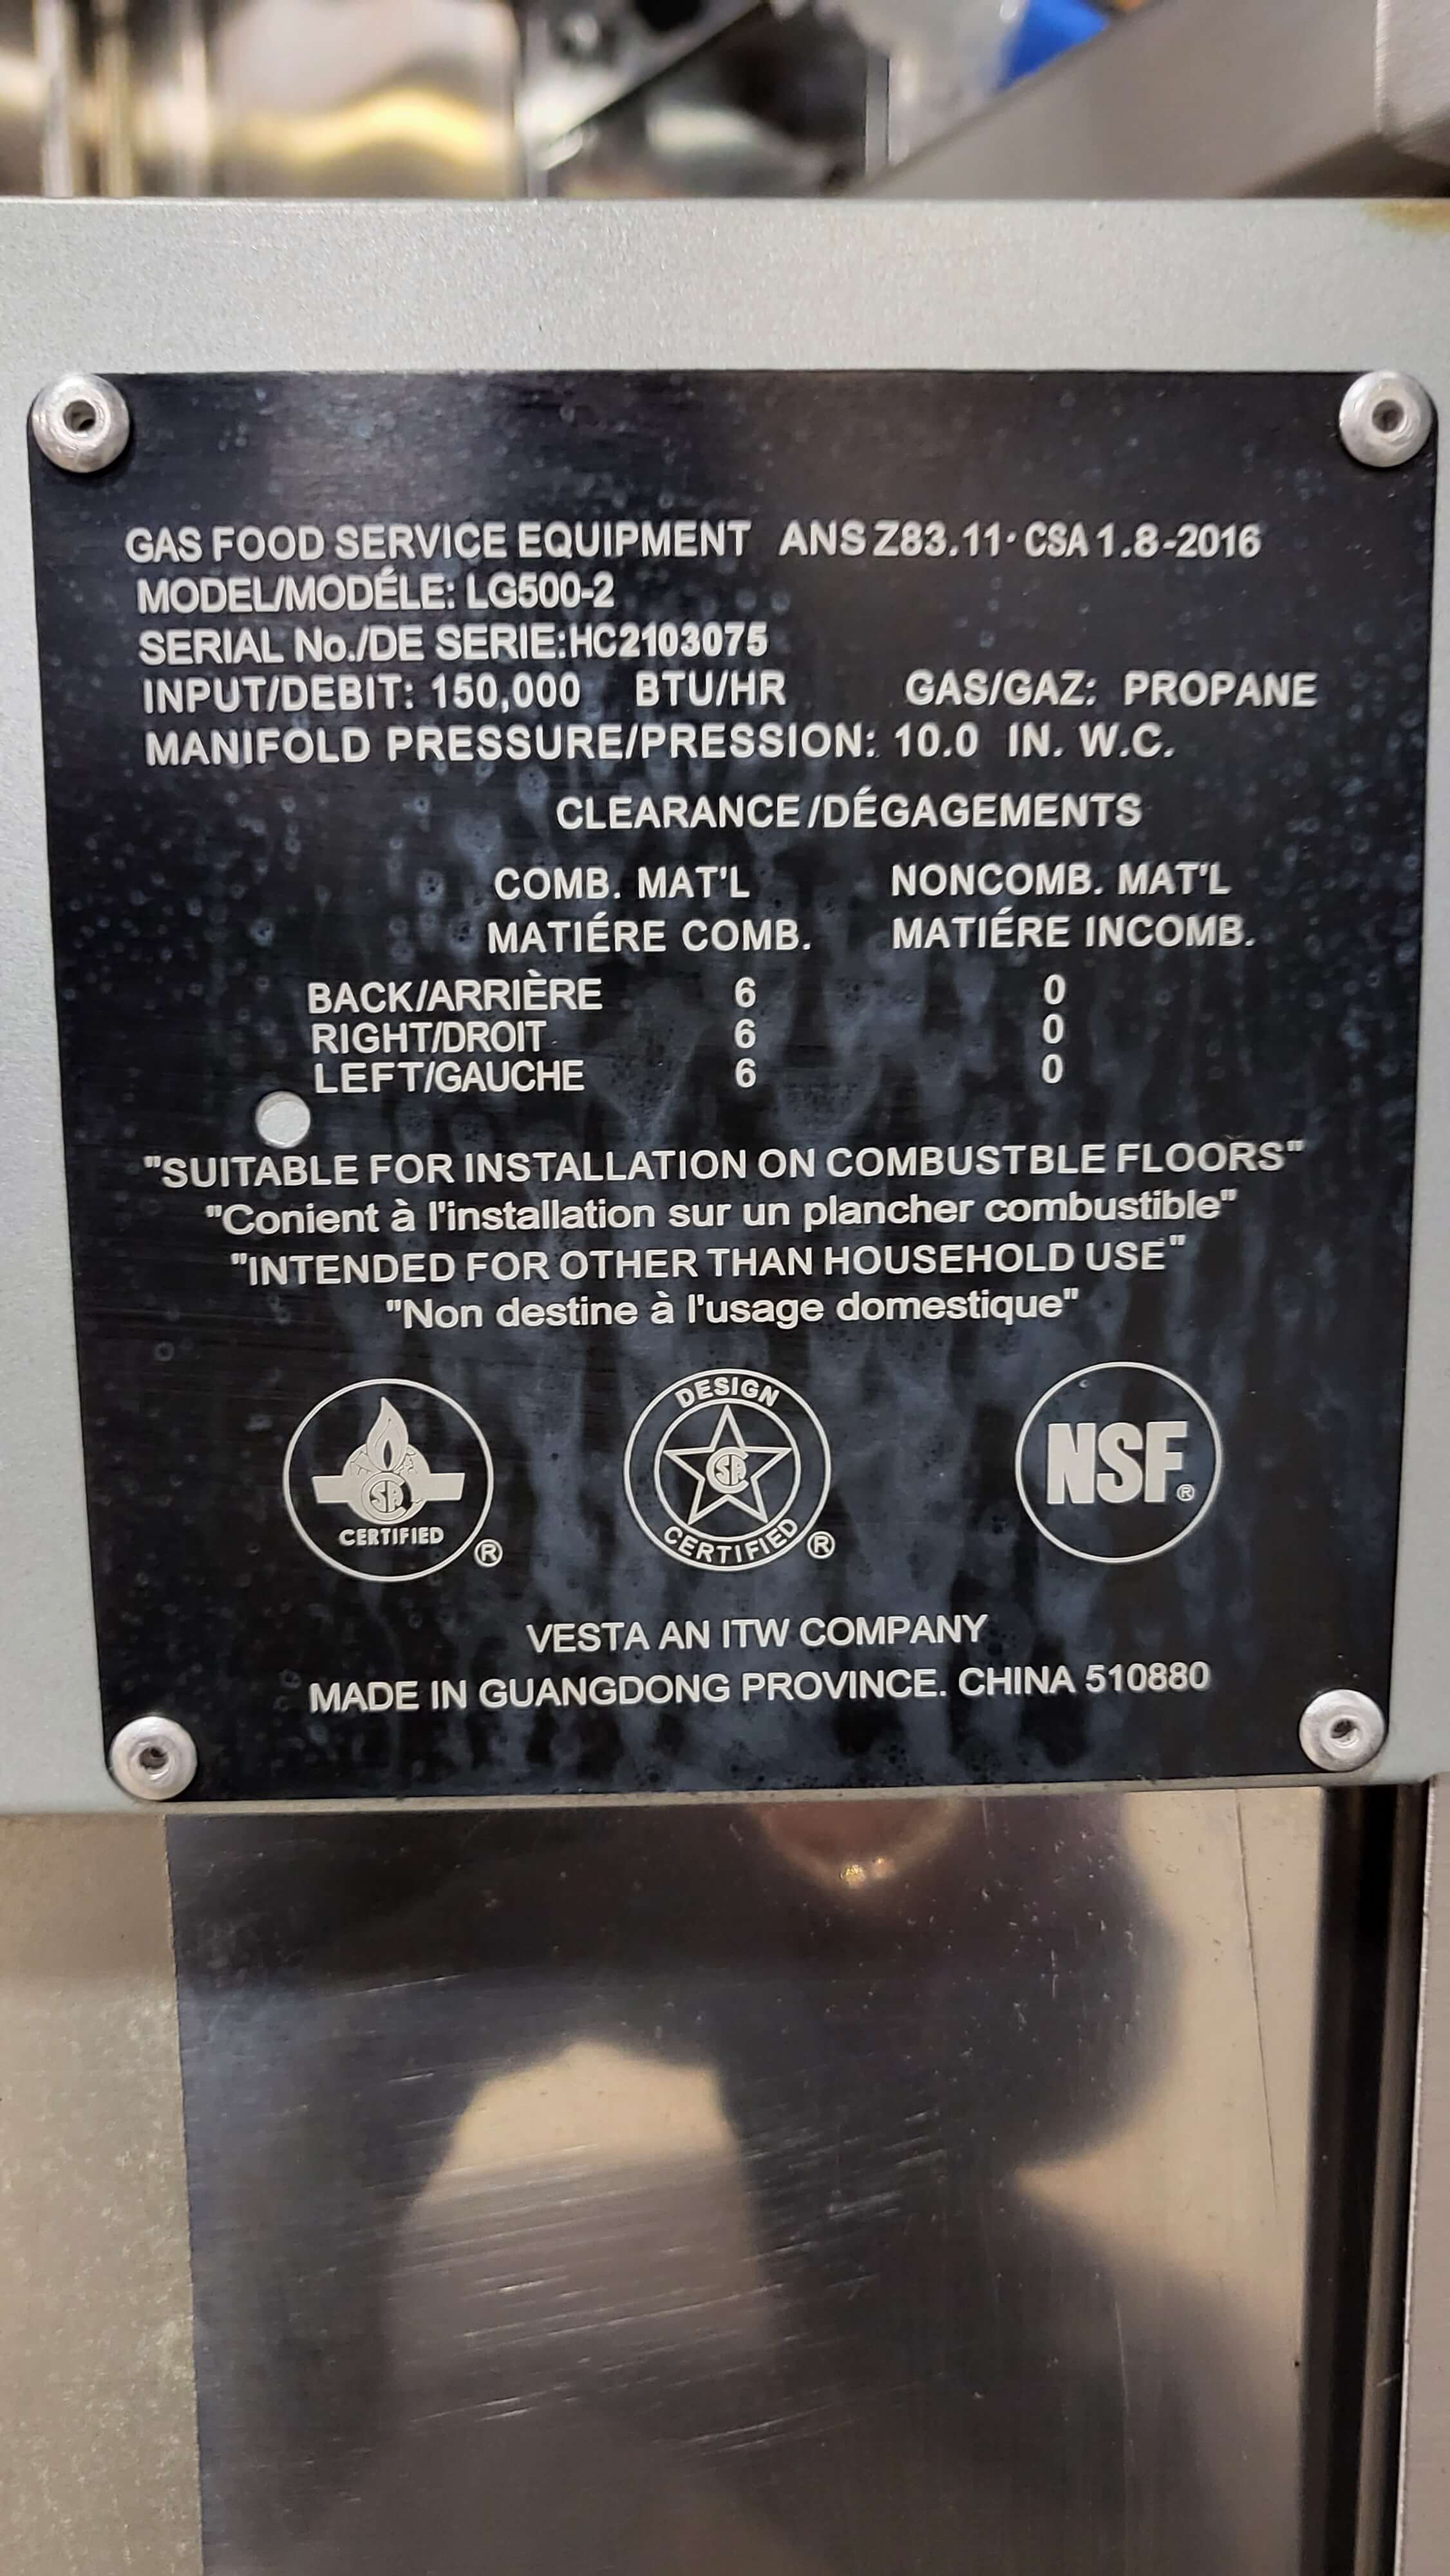 GAS FOOD SERVICE EQUIPMENT ANS Z83.11· CSA 1.8-2016
MODEL/MODÉLE: LG500-2
SERIAL No./DE SERIE:HC2103075
INPUT/DEBIT: 150,000 BTU/HR GAS/GAZ: PROPANE
MANIFOLD PRESSURE/PRESSION: 10.0 IN. W.C.
CLEARANCE/DÉGAGEMENTS
COMB. MAT'L NONCOMB. MAT'L
MATIÉRE COMB. MATIÉRE INCOMB.
BACK/ARRIÈRE 6 0
RIGHT/DROIT 6 0
LEFT/GAUCHE 6 0
"SUITABLE FOR INSTALLATION ON COMBUSTBLE FLOORS"
"Conient à l'installation sur un plancher combustible"
"INTENDED FOR OTHER THAN HOUSEHOLD USE"
"Non destine à l'usage domestique"
CSA CERTIFIED ®
DESIGN CSA CERTIFIED ®
NSF®
VESTA AN ITW COMPANY
MADE IN GUANGDONG PROVINCE. CHINA 510880